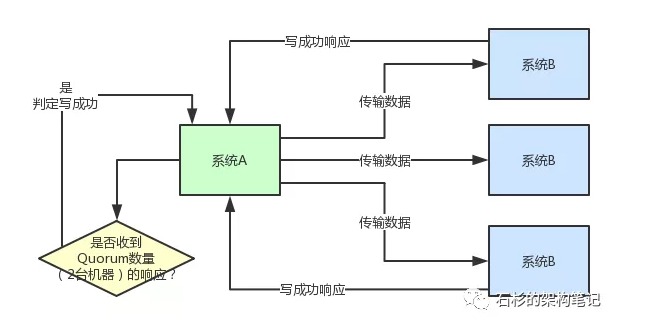 写成功响应
系统B
是
判定写成功
传输数据
系统A
传输数据
系统B
传输数据
是否收到
Quorum数量
（2台机器）的响应？
系统B
写成功响应
石杉的架构笔记